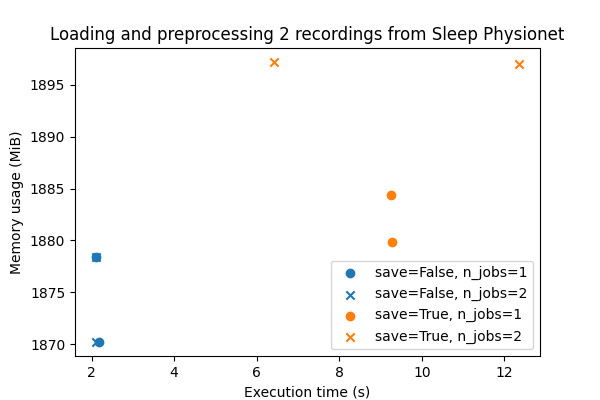 Loading and preprocessing 2 recordings from Sleep Physionet
1895
1890
1885
1880
1875
1870
Memory usage (MiB)
save=False, n_jobs=1
save=False, n_jobs=2
save=True, n_jobs=1
save=True, n_jobs=2
2 4 6 8 10 12
Execution time (s)